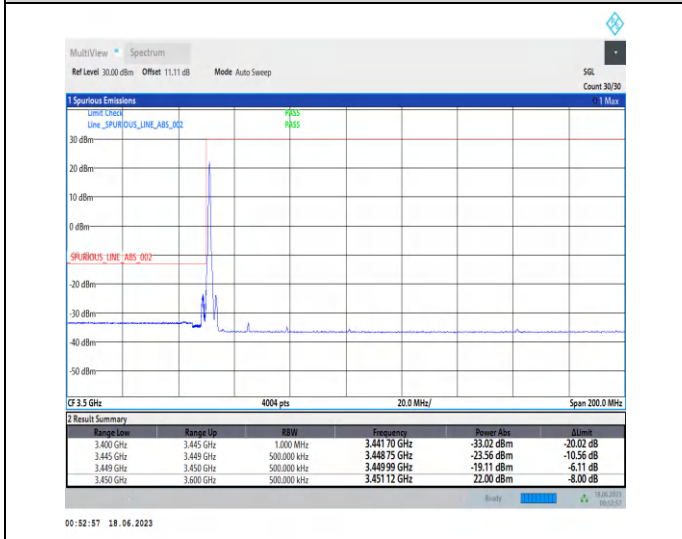 MultiView Spectrum
Ref Level 30.00 dBm Offset 11.11 dB Mode Auto Sweep SGL
Count 30/30
1 Spurious Emissions 1 Max
Limit Check PASS
Line _SPURIOUS_LINE_ABS_002 PASS
30 dBm
20 dBm
10 dBm
0 dBm
SPURIOUS_LINE_ABS_002
-20 dBm
-30 dBm
-40 dBm
-50 dBm
CF 3.5 GHz 4004 pts 20.0 MHz/ Span 200.0 MHz
2 Result Summary
Range Low Range Up RBW Frequency Power Abs ΔLimit
3.400 GHz 3.445 GHz 1.000 MHz 3.441 70 GHz -33.02 dBm -20.02 dB
3.445 GHz 3.449 GHz 500.000 kHz 3.448 75 GHz -23.56 dBm -10.56 dB
3.449 GHz 3.450 GHz 500.000 kHz 3.449 99 GHz -19.11 dBm -6.11 dB
3.450 GHz 3.600 GHz 500.000 kHz 3.451 12 GHz 22.00 dBm -8.00 dB
Ready 18.06.2023
00:52:57
00:52:57 18.06.2023